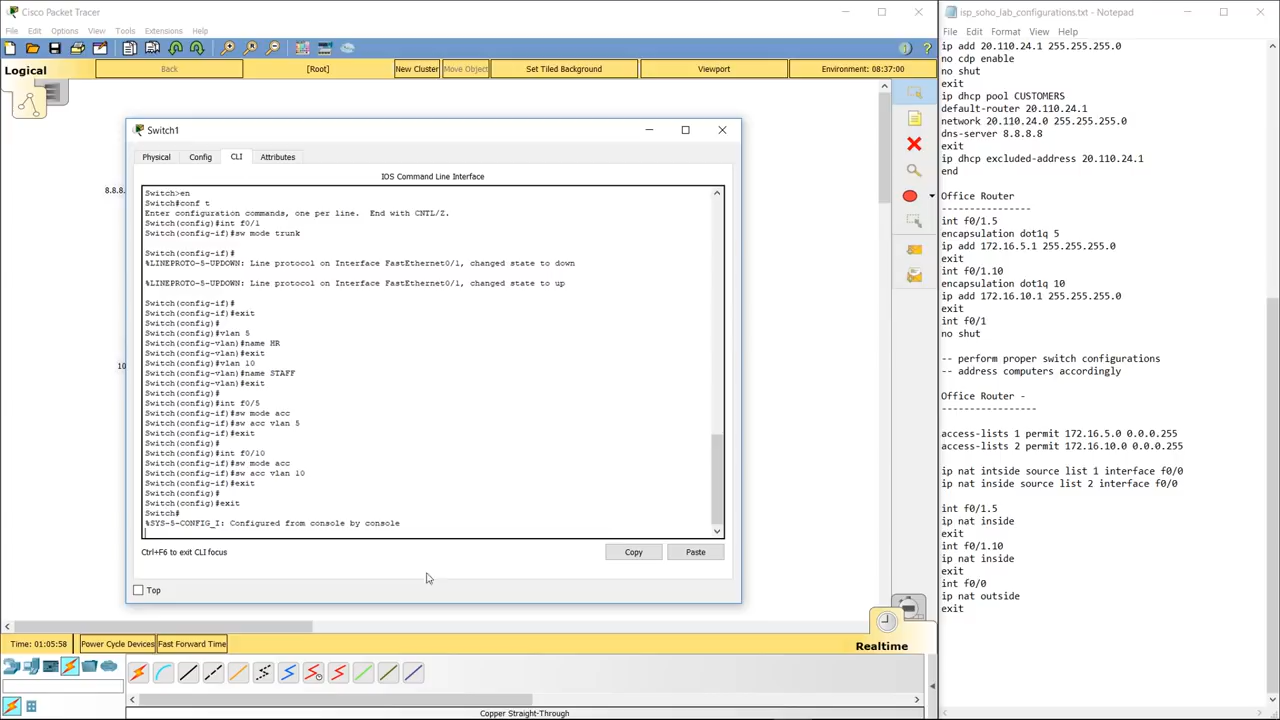 Cisco Packet Tracer
File Edit Options View Tools Extensions Help
Logical
Back
[Root]
New Cluster
Move Object
Set Tiled Background
Viewport
Environment: 08:37:00
8.8.8.
10
Switch1
Physical Config CLI Attributes
IOS Command Line Interface
Switch>en
Switch#conf t
Enter configuration commands, one per line. End with CNTL/Z.
Switch(config)#int f0/1
Switch(config-if)#sw mode trunk
Switch(config-if)#
%LINEPROTO-5-UPDOWN: Line protocol on Interface FastEthernet0/1, changed state to down
%LINEPROTO-5-UPDOWN: Line protocol on Interface FastEthernet0/1, changed state to up
Switch(config-if)#
Switch(config-if)#exit
Switch(config)#
Switch(config)#vlan 5
Switch(config-vlan)#name HR
Switch(config-vlan)#exit
Switch(config)#vlan 10
Switch(config-vlan)#name STAFF
Switch(config-vlan)#exit
Switch(config)#
Switch(config)#int f0/5
Switch(config-if)#sw mode acc
Switch(config-if)#sw acc vlan 5
Switch(config-if)#exit
Switch(config)#
Switch(config)#int f0/10
Switch(config-if)#sw mode acc
Switch(config-if)#sw acc vlan 10
Switch(config-if)#exit
Switch(config)#
Switch(config)#exit
Switch#
%SYS-5-CONFIG_I: Configured from console by console
Ctrl+F6 to exit CLI focus
Copy
Paste
Top
Time: 01:05:58
Power Cycle Devices
Fast Forward Time
Realtime
Copper Straight-Through
isp_soho_lab_configurations.txt - Notepad
File Edit Format View Help
ip add 20.110.24.1 255.255.255.0
no cdp enable
no shut
exit
ip dhcp pool CUSTOMERS
default-router 20.110.24.1
network 20.110.24.0 255.255.255.0
dns-server 8.8.8.8
exit
ip dhcp excluded-address 20.110.24.1
end
Office Router
----------------
int f0/1.5
encapsulation dot1q 5
ip add 172.16.5.1 255.255.255.0
exit
int f0/1.10
encapsulation dot1q 10
ip add 172.16.10.1 255.255.255.0
exit
int f0/1
no shut
-- perform proper switch configurations
-- address computers accordingly
Office Router -
-----------------
access-lists 1 permit 172.16.5.0 0.0.0.255
access-lists 2 permit 172.16.10.0 0.0.0.255
ip nat intside source list 1 interface f0/0
ip nat inside source list 2 interface f0/0
int f0/1.5
ip nat inside
exit
int f0/1.10
ip nat inside
exit
int f0/0
ip nat outside
exit